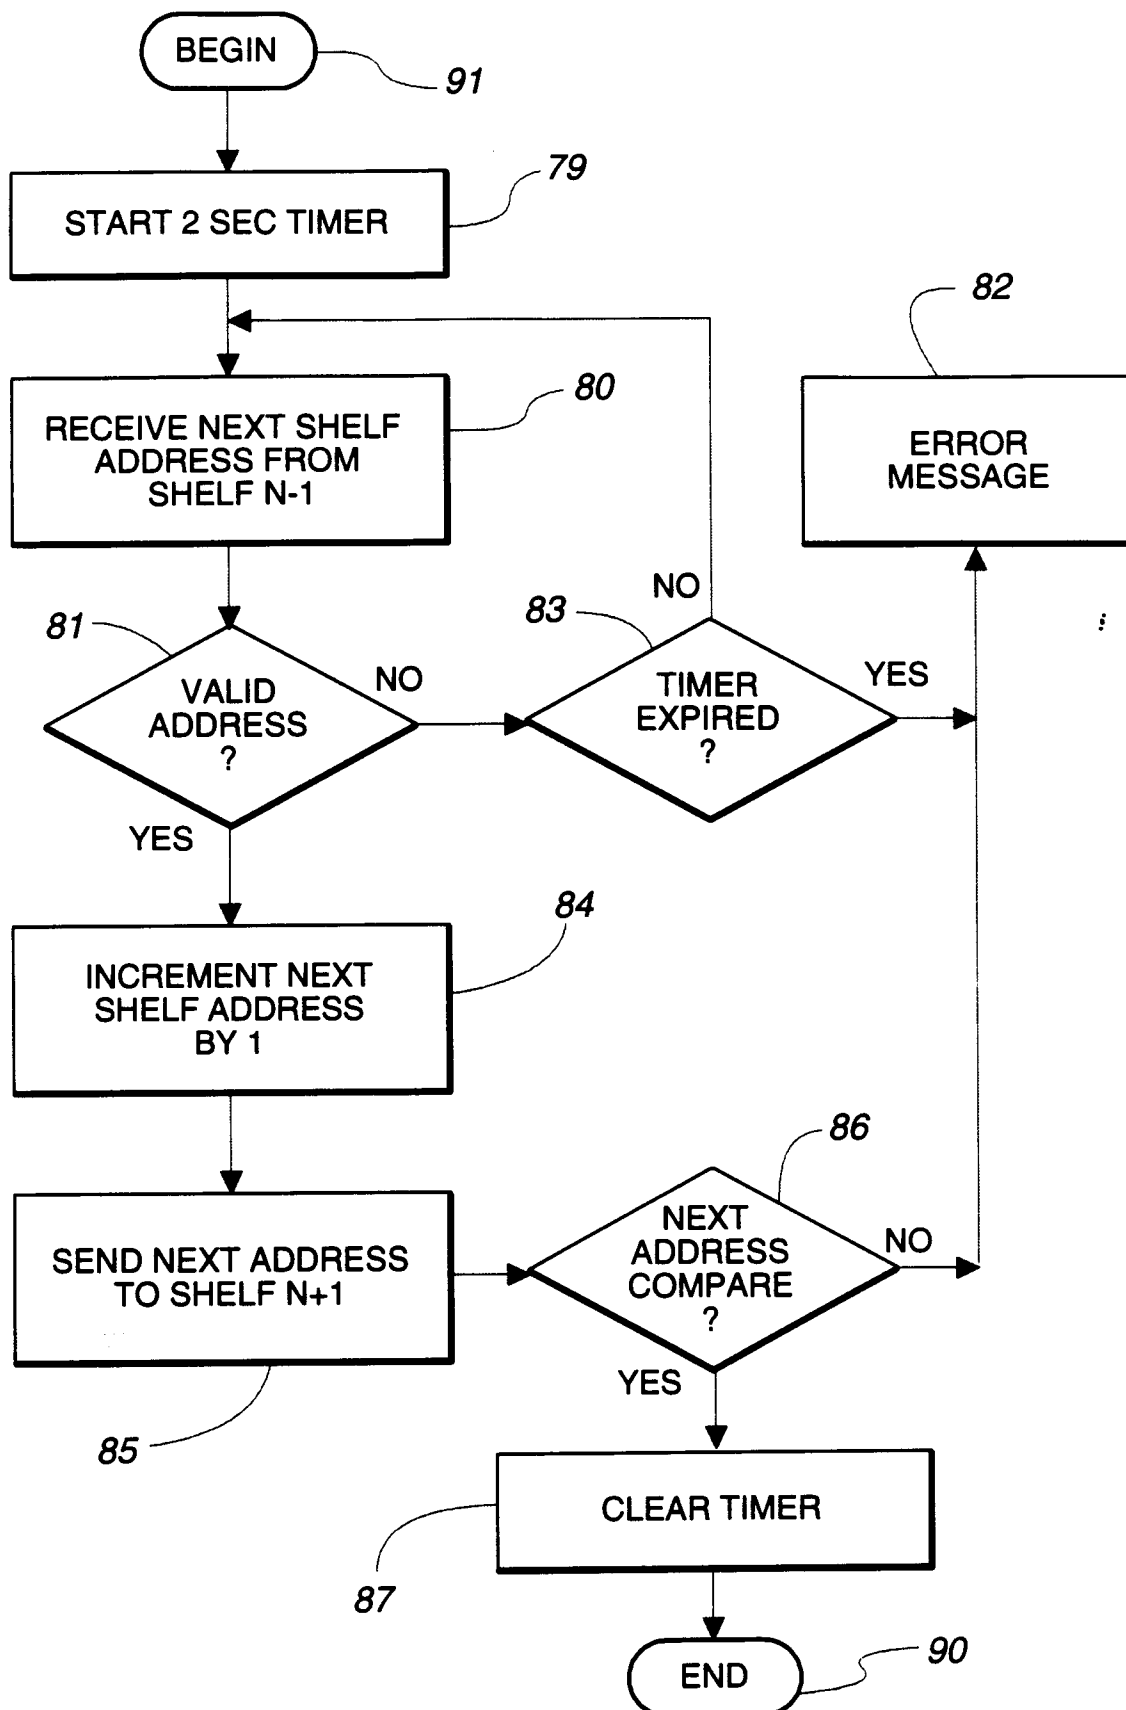 BEGIN
91
79
START 2 SEC TIMER
82
80
RECEIVE NEXT SHELF
ADDRESS FROM
SHELF N-1
ERROR
MESSAGE
NO
81
83
VALID
ADDRESS
?
NO
TIMER
EXPIRED
?
YES
YES
84
INCREMENT NEXT
SHELF ADDRESS
BY 1
86
SEND NEXT ADDRESS
TO SHELF N+1
NEXT
ADDRESS
COMPARE
?
NO
YES
85
CLEAR TIMER
87
END
90